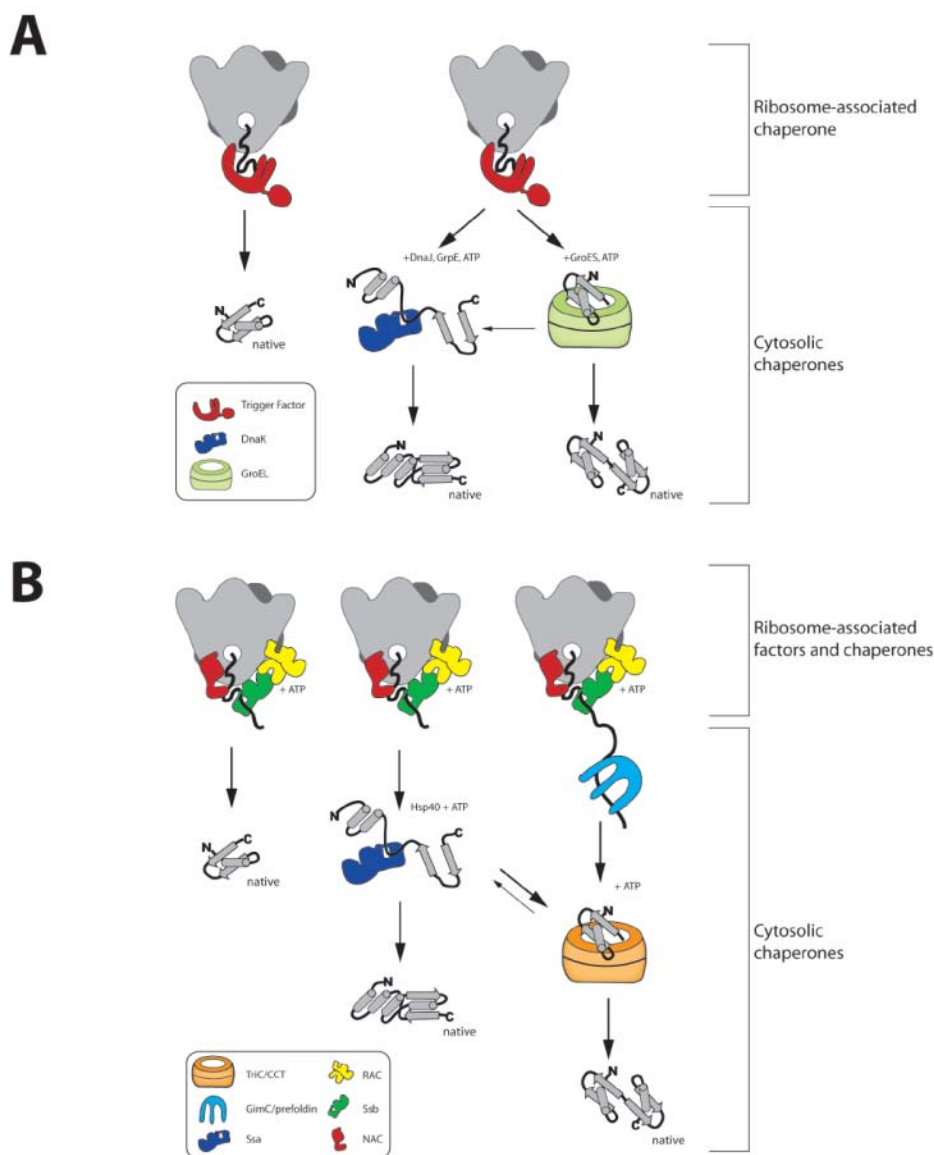 A
Ribosome-associated
chaperone
+DnaJ, GrpE, ATP
+GroES, ATP
N
C
N
N
C
native
Cytosolic
chaperones
Trigger Factor
DnaK
GroEL
N
C
native
N
C
native
B
Ribosome-associated
factors and chaperones
+ ATP
+ ATP
+ ATP
Hsp40 + ATP
N
C
N
C
native
+ ATP
N
Cytosolic
chaperones
N
C
native
TriC/CCT
RAC
GimC/prefoldin
Ssb
Ssa
NAC
N
C
native